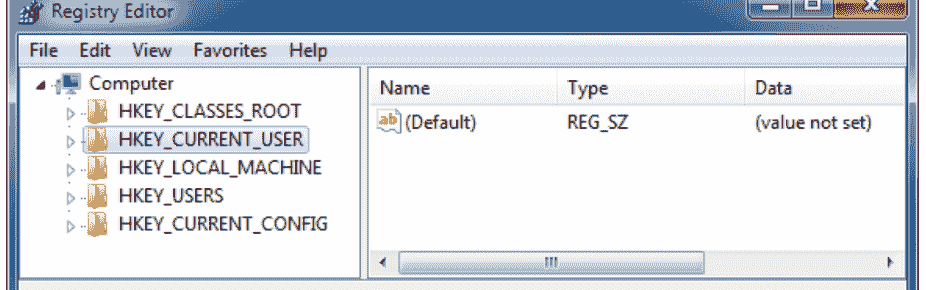 Registry Editor
File Edit View Favorites Help
Computer
HKEY_CLASSES_ROOT
HKEY_CURRENT_USER
HKEY_LOCAL_MACHINE
HKEY_USERS
HKEY_CURRENT_CONFIG
Name Type Data
ab (Default) REG_SZ (value not set)